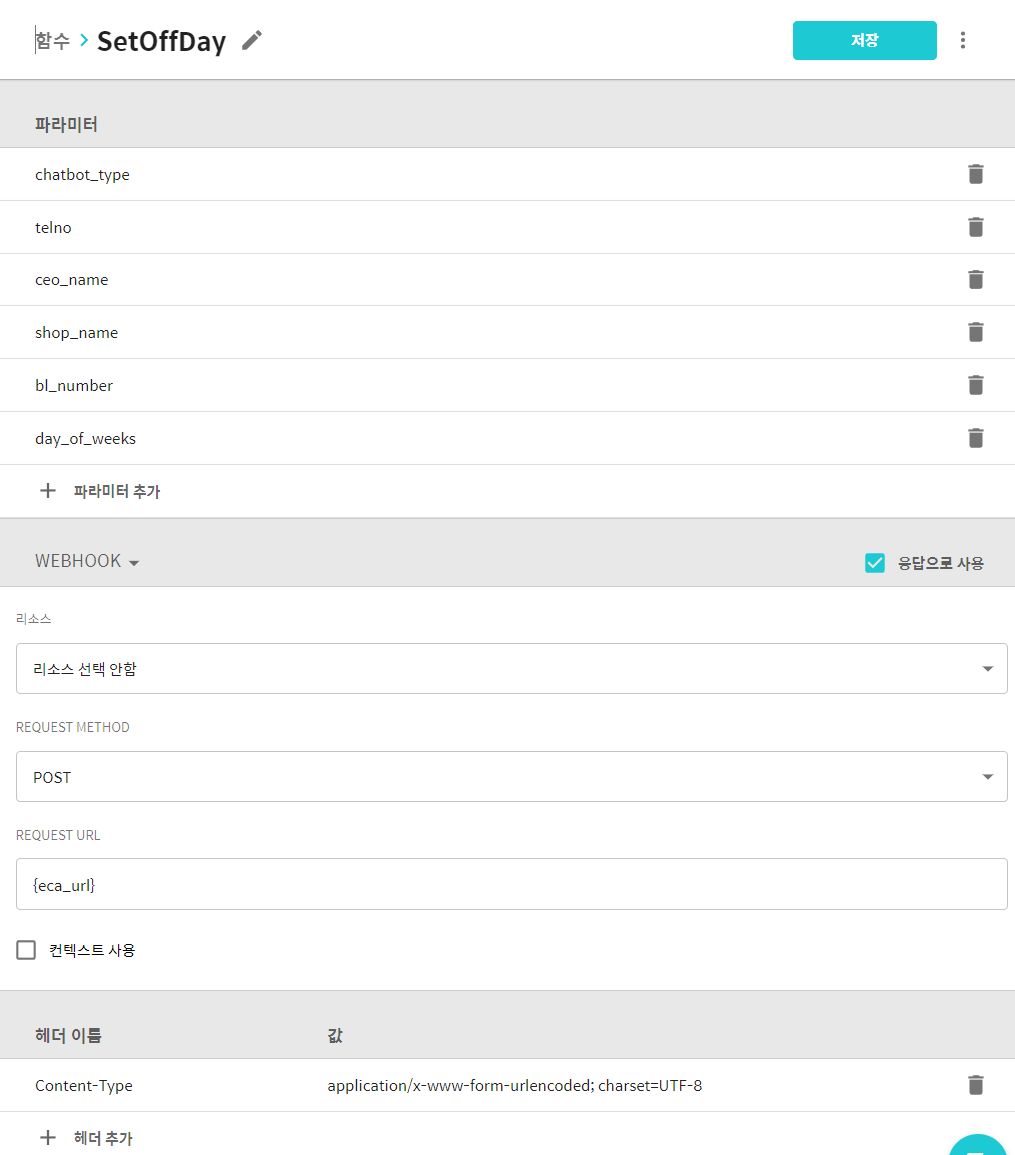 함수 > SetOffDay
저장
파라미터
chatbot_type
telno
ceo_name
shop_name
bl_number
day_of_weeks
+ 파라미터 추가
WEBHOOK
응답으로 사용
리소스
리소스 선택 안함
REQUEST METHOD
POST
REQUEST URL
{eca_url}
컨텍스트 사용
헤더 이름 값
Content-Type application/x-www-form-urlencoded; charset=UTF-8
+ 헤더 추가